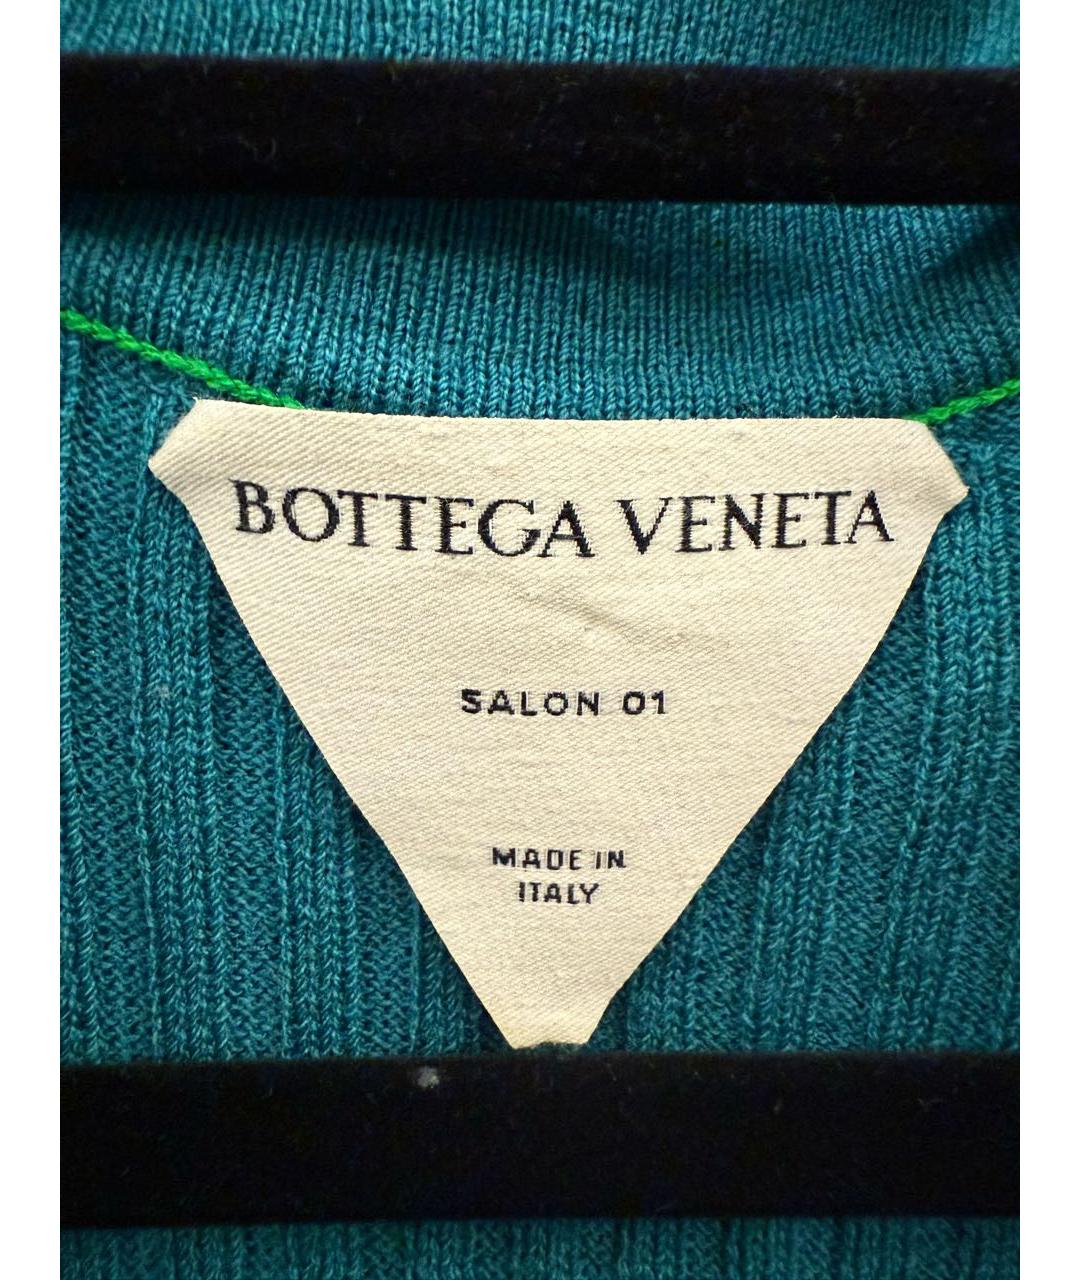 BOTTEGA VENETA
SALON 01
MADE IN
ITALY